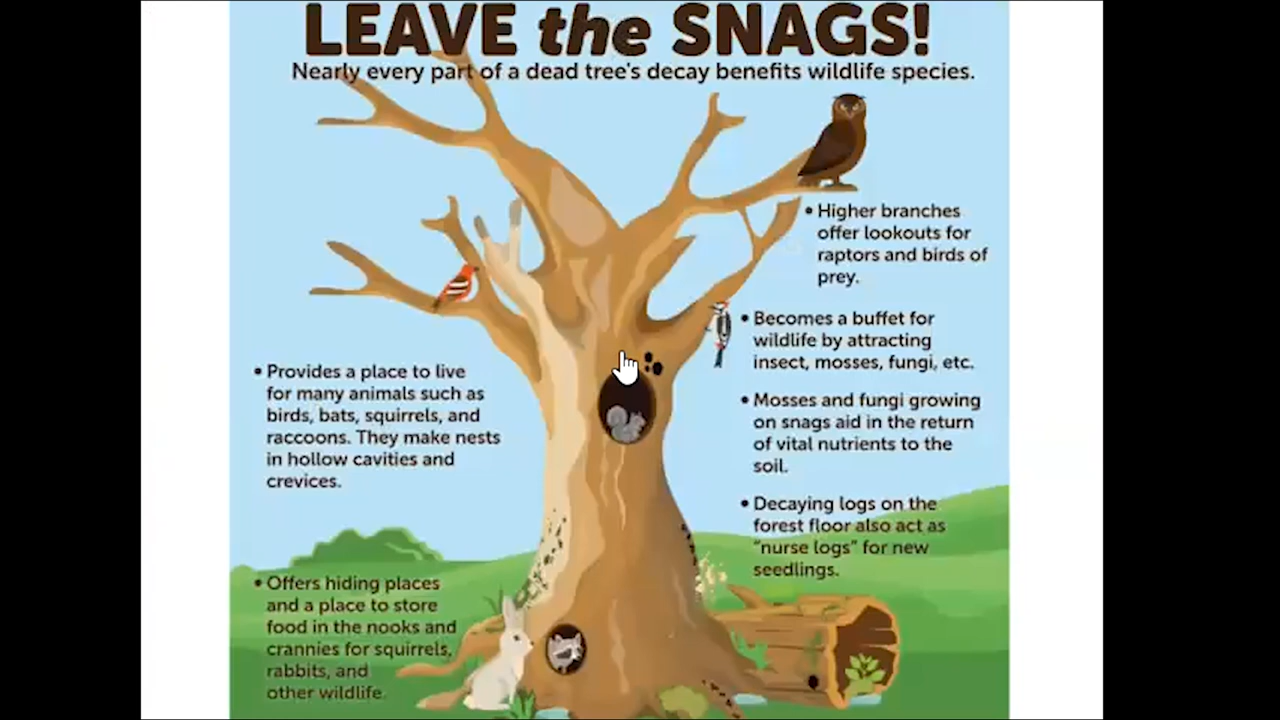 LEAVE the SNAGS!
Nearly every part of a dead tree's decay benefits wildlife species.
• Higher branches
offer lookouts for
raptors and birds of
prey.
• Becomes a buffet for
wildlife by attracting
insect, mosses, fungi, etc.
• Provides a place to live
for many animals such as
birds, bats, squirrels, and
raccoons. They make nests
in hollow cavities and
crevices.
• Mosses and fungi growing
on snags aid in the return
of vital nutrients to the
soil.
• Decaying logs on the
forest floor also act as
"nurse logs" for new
seedlings.
• Offers hiding places
and a place to store
food in the nooks and
crannies for squirrels,
rabbits, and
other wildlife.